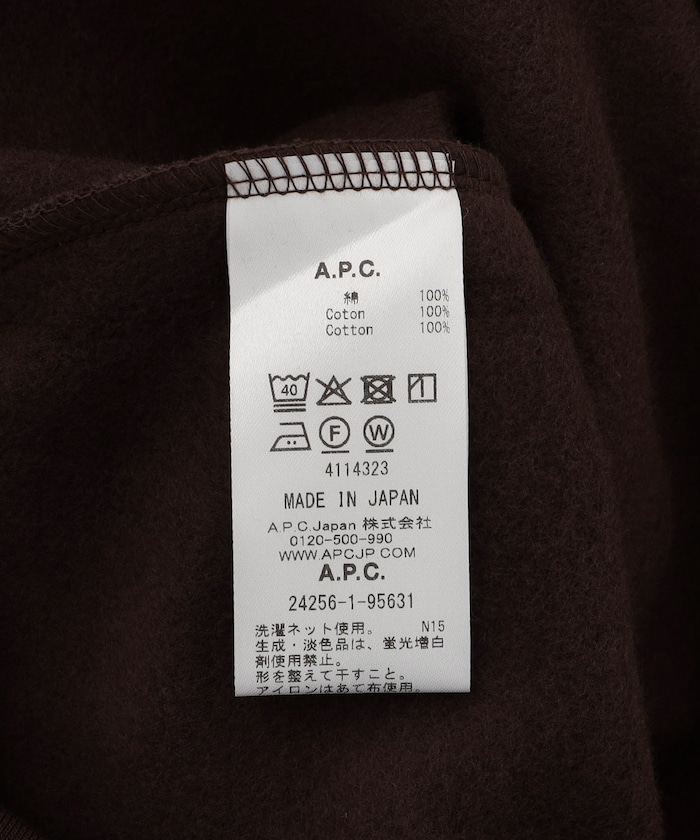 A.P.C.
綿 100%
Coton 100%
Cotton 100%
40
F W
4114323
MADE IN JAPAN
A.P.C.Japan 株式会社
0120-500-990
WWW.APCJP.COM
A.P.C.
24256-1-95631
洗濯ネット使用。 N15
生成・淡色品は、蛍光増白
剤使用禁止。
形を整えて干すこと。
アイロンはあて布使用。